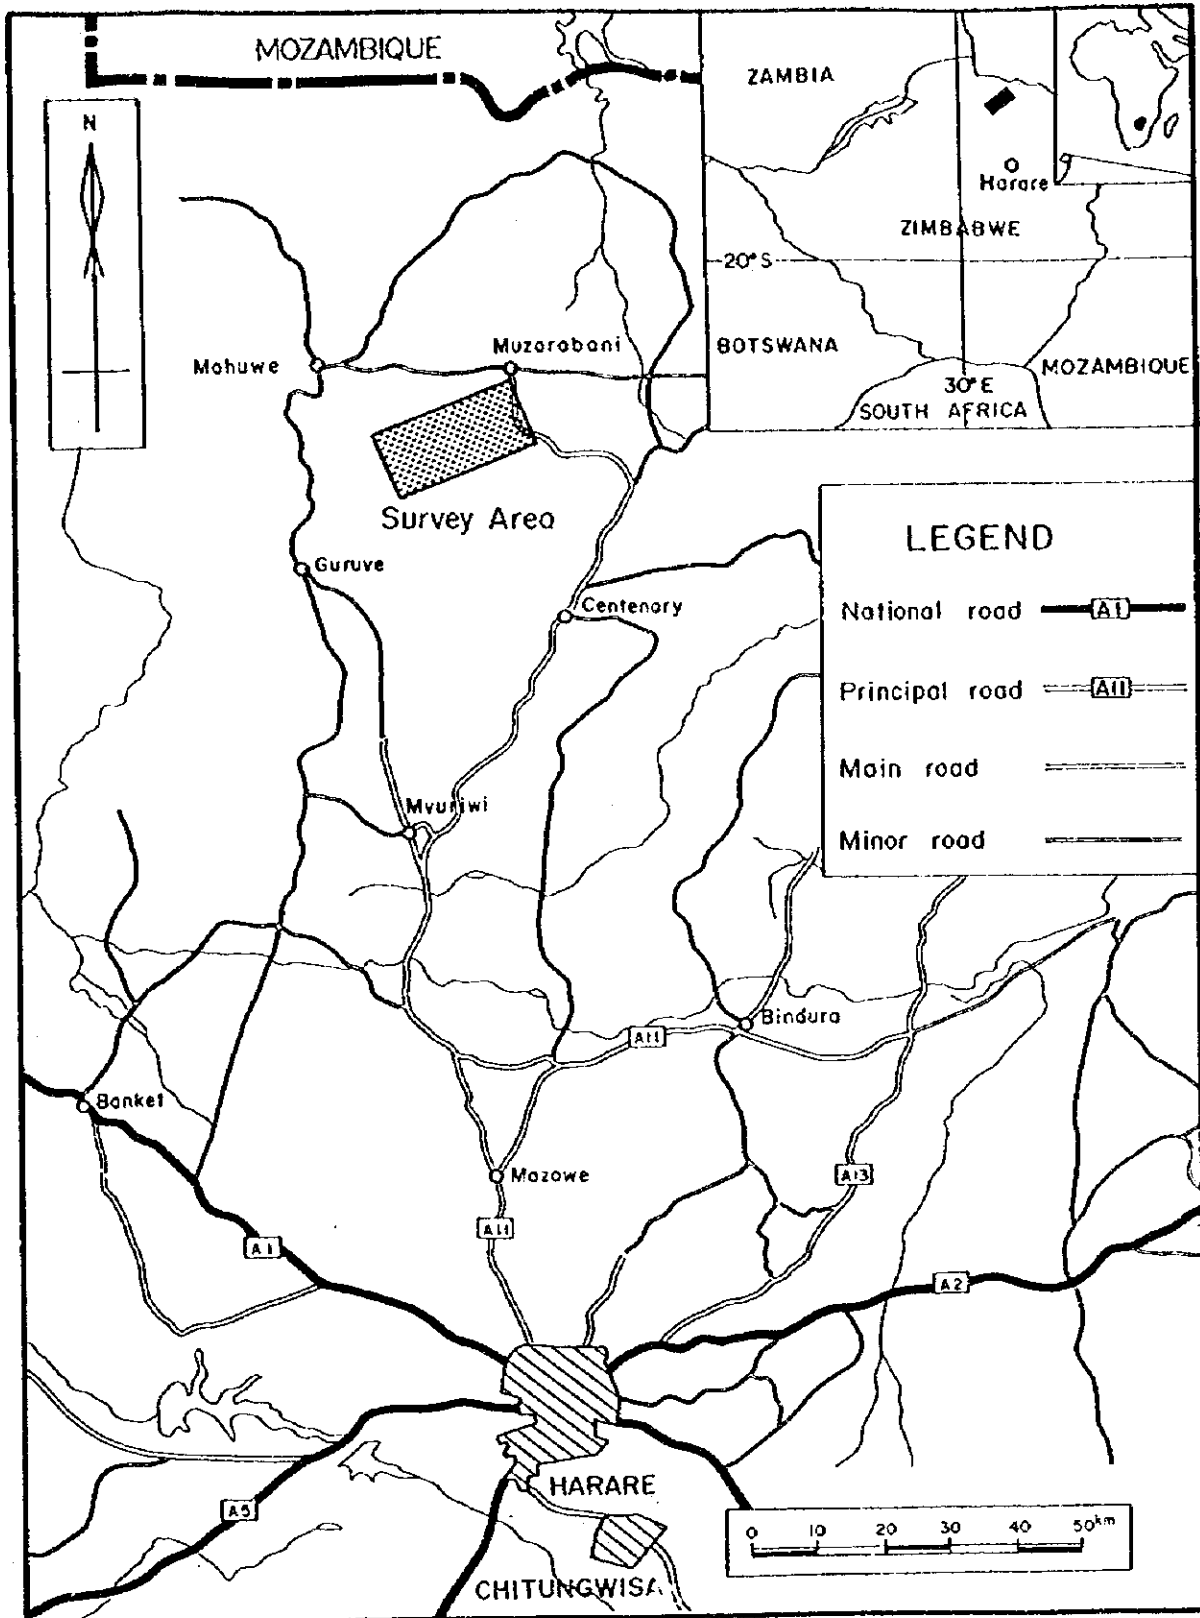 MOZAMBIQUE
N
ZAMBIA
Harare
ZIMBABWE
20°S
BOTSWANA
MOZAMBIQUE
30°E
SOUTH AFRICA
Mahuwe
Muzarabani
Survey Area
Guruve
Centenary
LEGEND
National road A1
Principal road A11
Main road
Minor road
Mvuriwi
Bindura
A11
Banket
Mazowe
A13
A11
A1
A2
HARARE
A5
CHITUNGWISA
0 10 20 30 40 50km